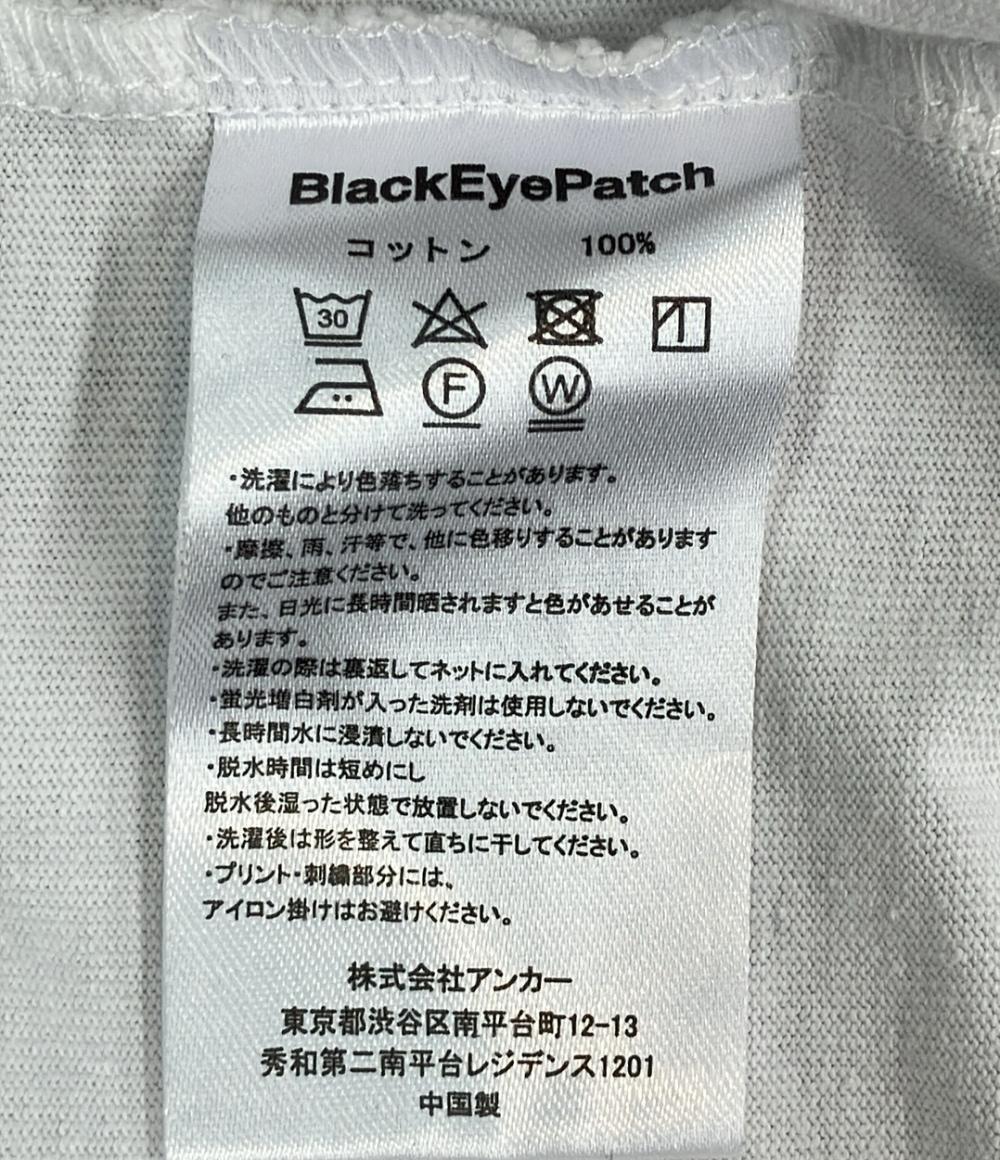 BlackEyePatch
コットン 100%
30
F W
・洗濯により色落ちすることがあります。
他のものと分けて洗ってください。
・摩擦、雨、汗等で、他に色移りすることがあります
のでご注意ください。
また、日光に長時間晒されますと色があせることが
あります。
・洗濯の際は裏返してネットに入れてください。
・蛍光増白剤が入った洗剤は使用しないでください。
・長時間水に浸漬しないでください。
・脱水時間は短めにし
脱水後湿った状態で放置しないでください。
・洗濯後は形を整えて直ちに干してください。
・プリント・刺繍部分には、
アイロン掛けはお避けください。
株式会社アンカー
東京都渋谷区南平台町12-13
秀和第二南平台レジデンス1201
中国製